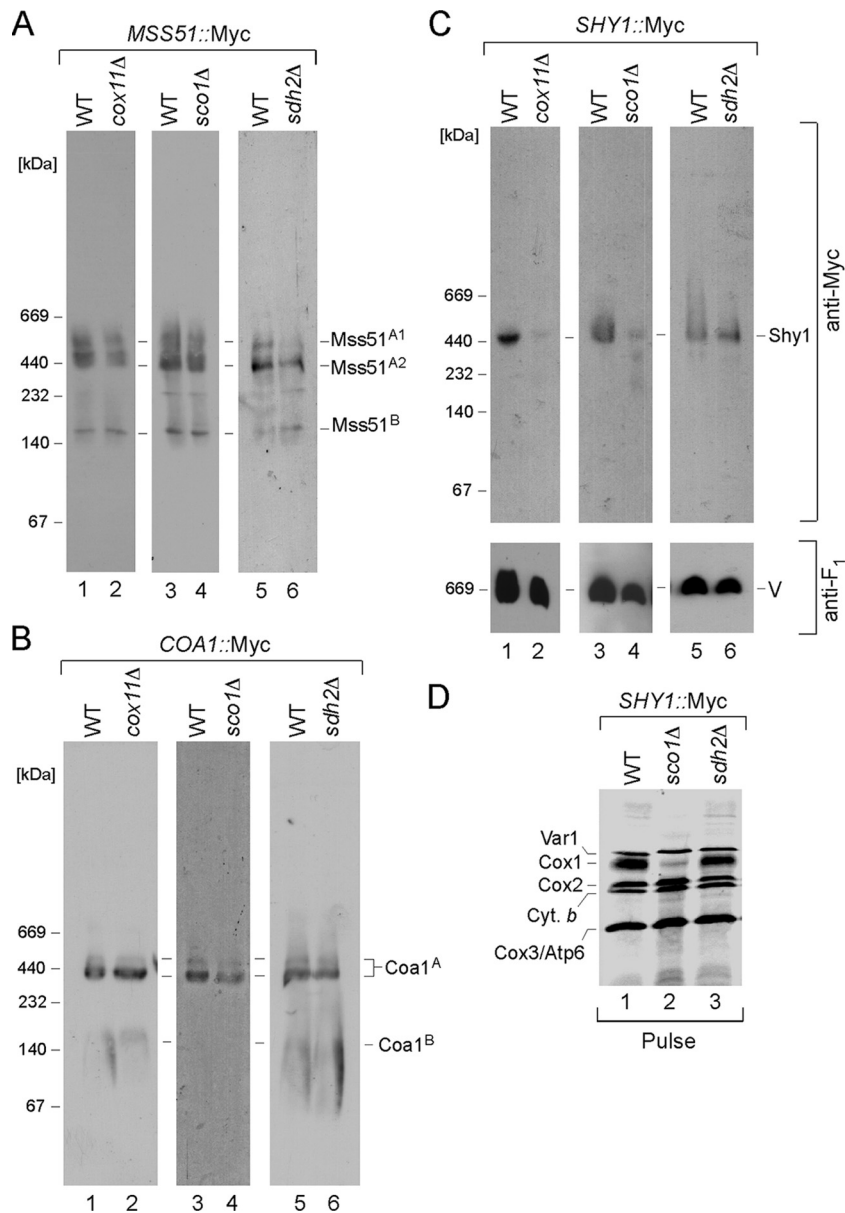 A
MSS51::Myc
WT cox11Δ WT sco1Δ WT sdh2Δ
[kDa]
669
440
232
140
67
Mss51A1
Mss51A2
Mss51B
1 2 3 4 5 6
B
COA1::Myc
WT cox11Δ WT sco1Δ WT sdh2Δ
[kDa]
669
440
232
140
67
Coa1A
Coa1B
1 2 3 4 5 6
C
SHY1::Myc
WT cox11Δ WT sco1Δ WT sdh2Δ
[kDa]
669
440
232
140
67
Shy1
anti-Myc
669
V
anti-F1
1 2 3 4 5 6
D
SHY1::Myc
WT sco1Δ sdh2Δ
Var1
Cox1
Cox2
Cyt. b
Cox3/Atp6
1 2 3
Pulse